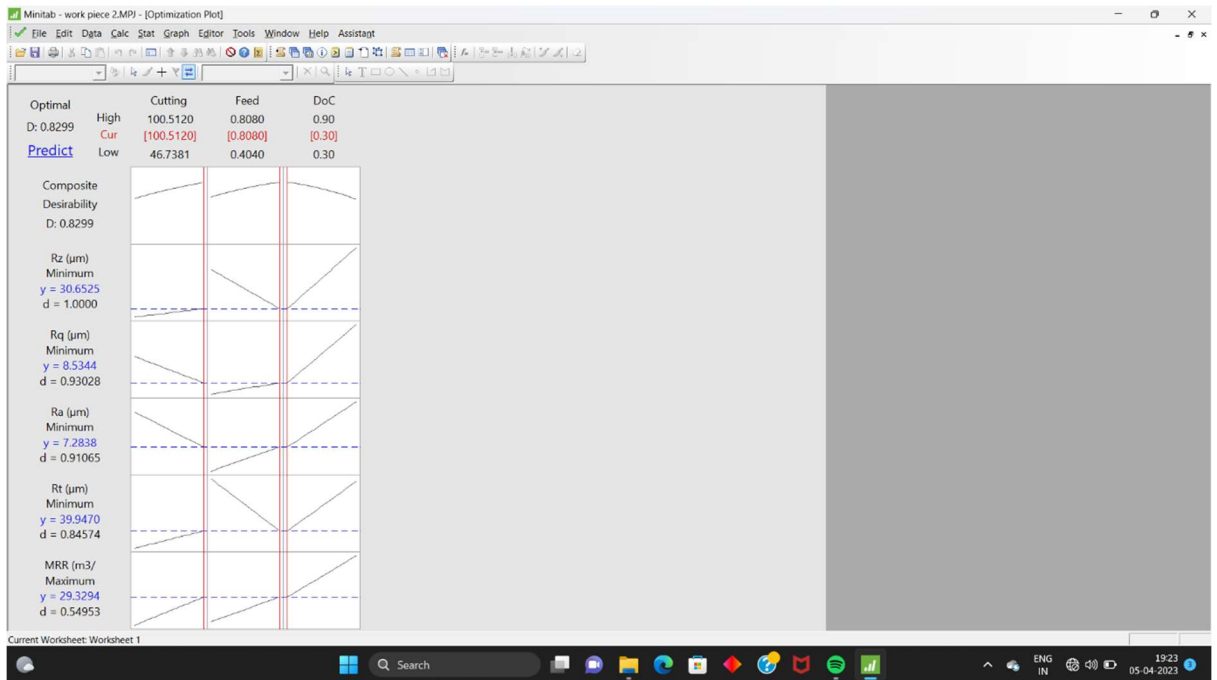 Minitab - work piece 2.MPJ - [Optimization Plot]
File Edit Data Calc Stat Graph Editor Tools Window Help Assistant
Optimal
D: 0.8299
Predict
High
Cur
Low
Cutting
100.5120
[100.5120]
46.7381
Feed
0.8080
[0.8080]
0.4040
DoC
0.90
[0.30]
0.30
Composite
Desirability
D: 0.8299
Rz (µm)
Minimum
y = 30.6525
d = 1.0000
Rq (µm)
Minimum
y = 8.5344
d = 0.93028
Ra (µm)
Minimum
y = 7.2838
d = 0.91065
Rt (µm)
Minimum
y = 39.9470
d = 0.84574
MRR (m3/
Maximum
y = 29.3294
d = 0.54953
Current Worksheet: Worksheet 1
Search
ENG
IN
19:23
05-04-2023